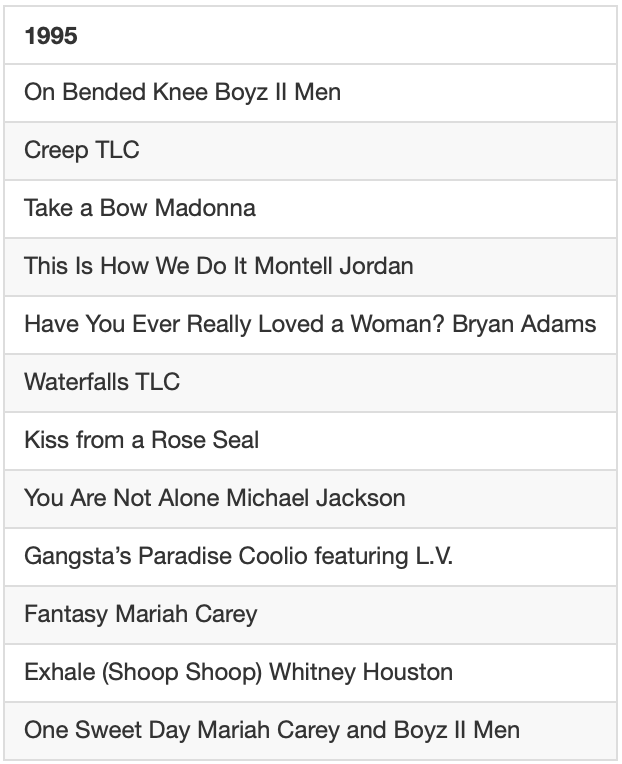 1995
On Bended Knee Boyz II Men
Creep TLC
Take a Bow Madonna
This Is How We Do It Montell Jordan
Have You Ever Really Loved a Woman? Bryan Adams
Waterfalls TLC
Kiss from a Rose Seal
You Are Not Alone Michael Jackson
Gangsta’s Paradise Coolio featuring L.V.
Fantasy Mariah Carey
Exhale (Shoop Shoop) Whitney Houston
One Sweet Day Mariah Carey and Boyz II Men